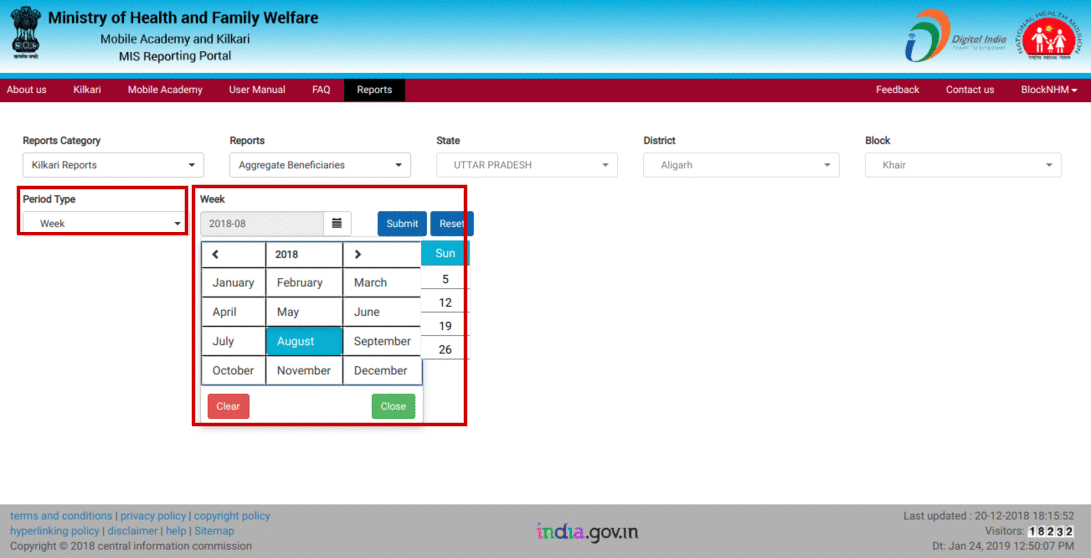 Ministry of Health and Family Welfare
Mobile Academy and Kilkari
MIS Reporting Portal
Digital India
Power To Empower
NATIONAL HEALTH MISSION
About us Kilkari Mobile Academy User Manual FAQ Reports Feedback Contact us BlockNHM
Reports Category Reports State District Block
Kilkari Reports Aggregate Beneficiaries UTTAR PRADESH Aligarh Khair
Period Type Week
Week 2018-08 Submit Reset
< 2018 > Sun
January February March 5
April May June 12
July August September 19
October November December 26
Clear Close
terms and conditions | privacy policy | copyright policy
hyperlinking policy | disclaimer | help | Sitemap
Copyright © 2018 central information commission
india.gov.in
Last updated : 20-12-2018 18:15:52
Visitors: 18232
Dt: Jan 24, 2019 12:50:07 PM